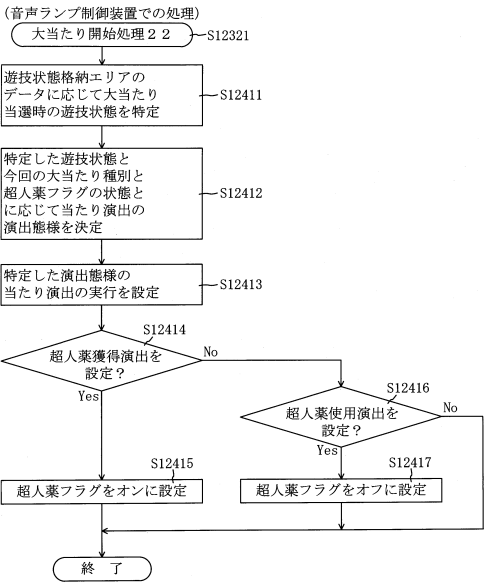 (音声ランプ制御装置での処理)
大当たり開始処理22
S12321
遊技状態格納エリアの
データに応じて大当たり
当選時の遊技状態を特定
S12411
特定した遊技状態と
今回の大当たり種別と
超人薬フラグの状態と
に応じて当たり演出の
演出態様を決定
S12412
特定した演出態様の
当たり演出の実行を設定
S12413
S12414
超人薬獲得演出を
設定?
No
Yes
S12416
超人薬使用演出を
設定?
No
Yes
S12415
超人薬フラグをオンに設定
S12417
超人薬フラグをオフに設定
終 了